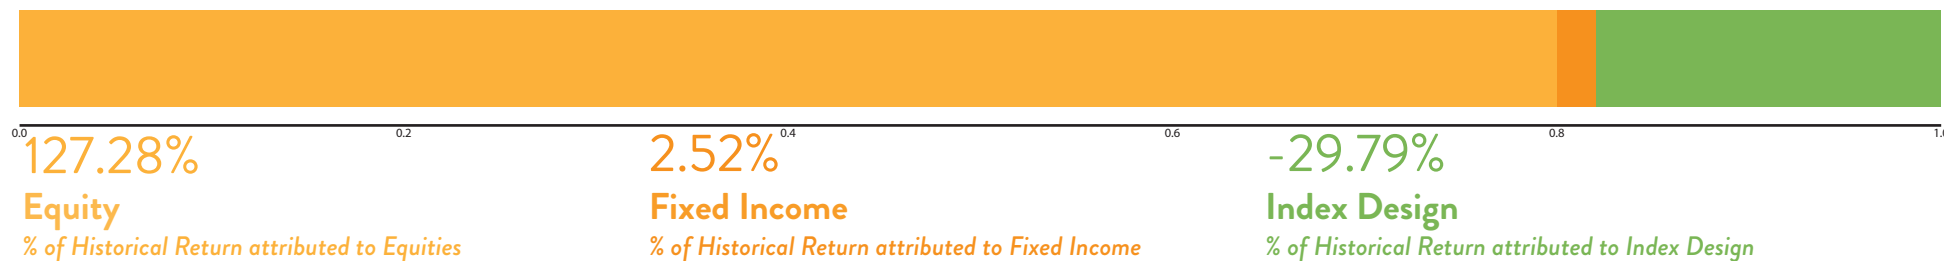 0.0 0.2 0.4 0.6 0.8 1.0
127.28% 2.52% -29.79%
Equity Fixed Income Index Design
% of Historical Return attributed to Equities % of Historical Return attributed to Fixed Income % of Historical Return attributed to Index Design